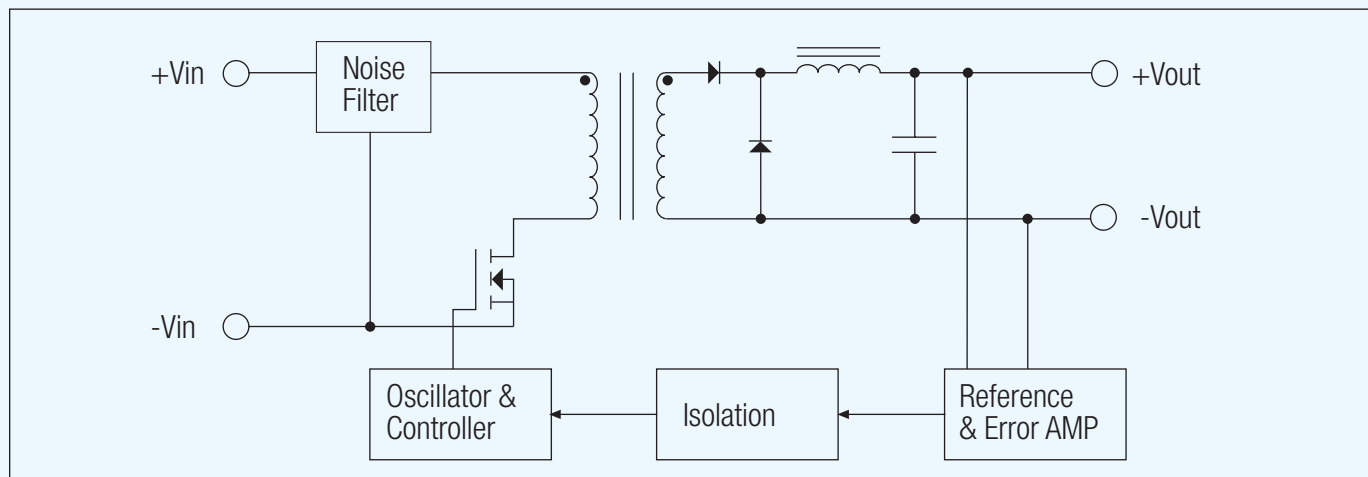 +Vin
Noise
Filter
+Vout
-Vout
-Vin
Oscillator &
Controller
Isolation
Reference
& Error AMP